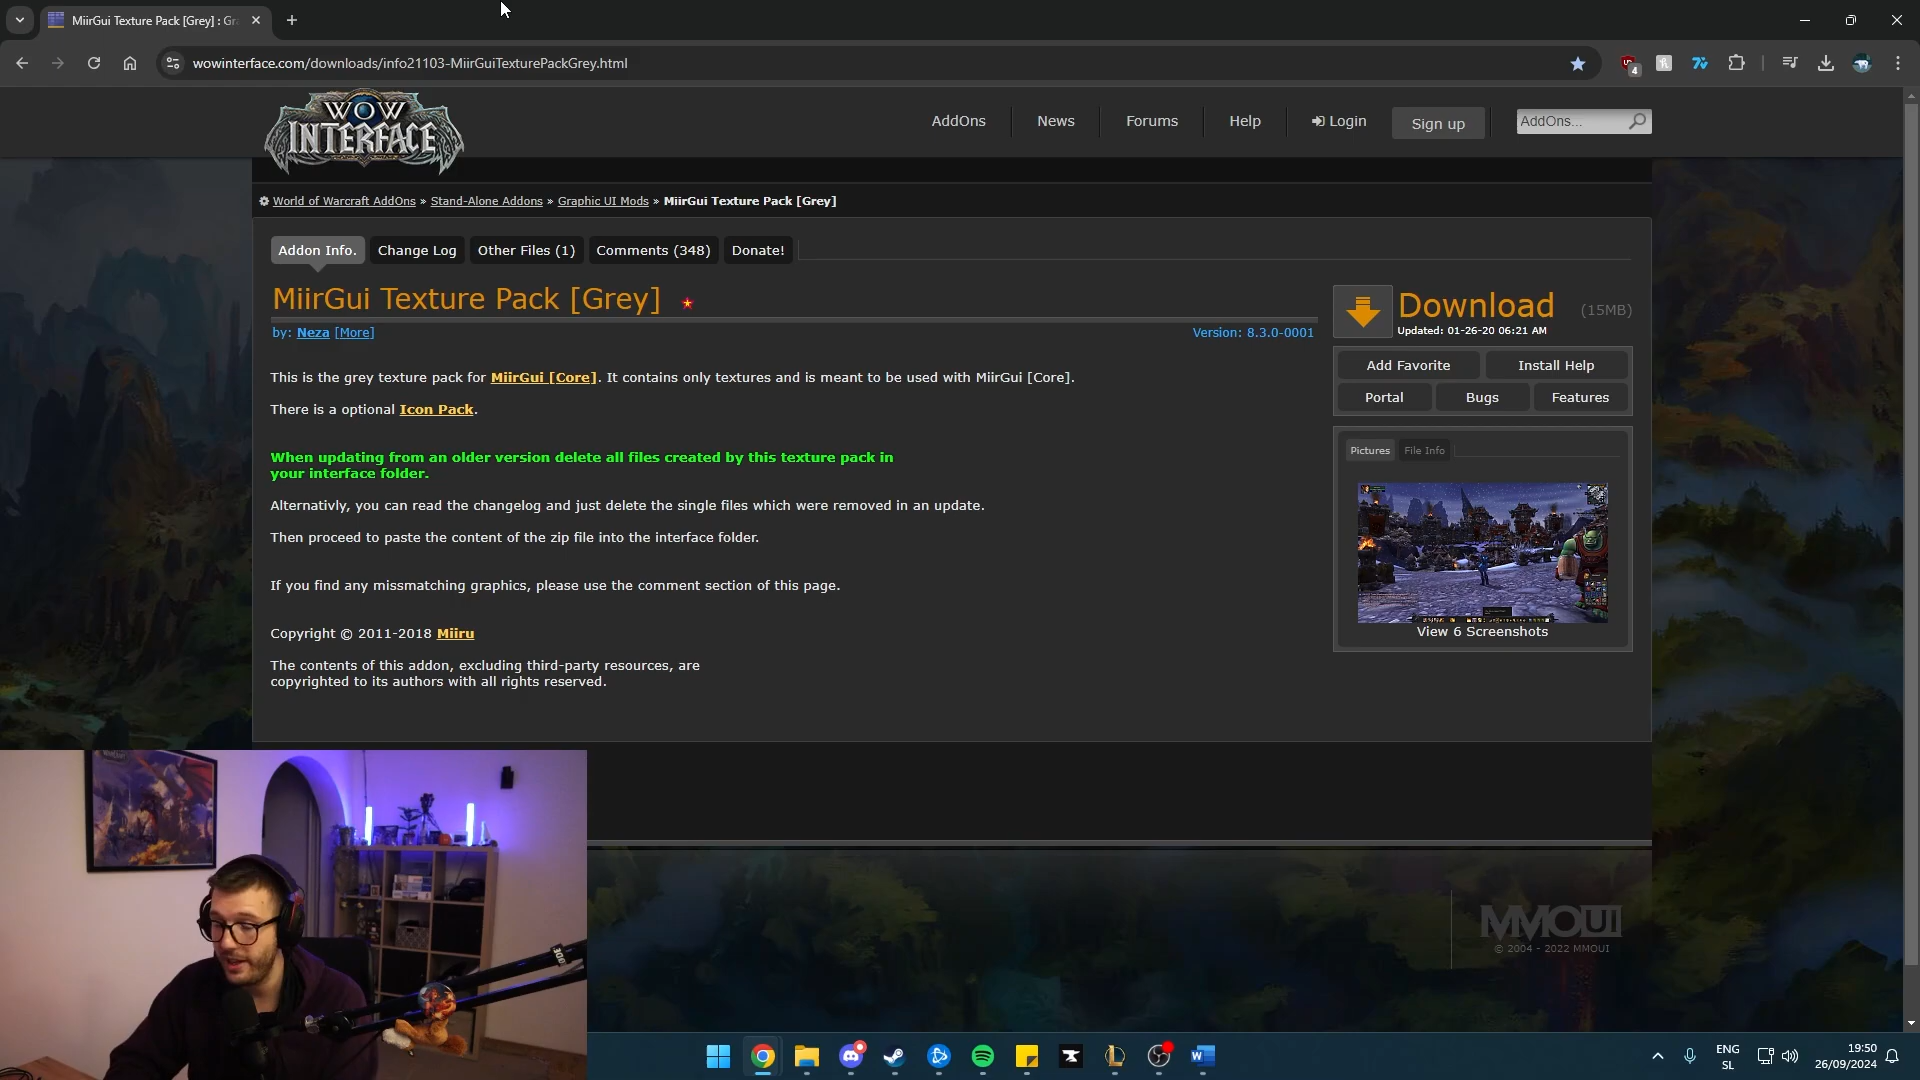 MiirGui Texture Pack [Grey] : Gr
wowinterface.com/downloads/info21103-MiirGuiTexturePackGrey.html
4
WOW
INTERFACE
AddOns
News
Forums
Help
Login
Sign up
AddOns...
World of Warcraft AddOns » Stand-Alone Addons » Graphic UI Mods » MiirGui Texture Pack [Grey]
Addon Info.
Change Log
Other Files (1)
Comments (348)
Donate!
MiirGui Texture Pack [Grey]
by: Neza [More]
Version: 8.3.0-0001
This is the grey texture pack for MiirGui [Core]. It contains only textures and is meant to be used with MiirGui [Core].
There is a optional Icon Pack.
When updating from an older version delete all files created by this texture pack in
your interface folder.
Alternativly, you can read the changelog and just delete the single files which were removed in an update.
Then proceed to paste the content of the zip file into the interface folder.
If you find any missmatching graphics, please use the comment section of this page.
Copyright © 2011-2018 Miiru
The contents of this addon, excluding third-party resources, are
copyrighted to its authors with all rights reserved.
Download
(15MB)
Updated: 01-26-20 06:21 AM
Add Favorite
Install Help
Portal
Bugs
Features
Pictures
File Info
View 6 Screenshots
MMOUI
© 2004 - 2022 MMOUI
ENG
SL
19:50
26/09/2024